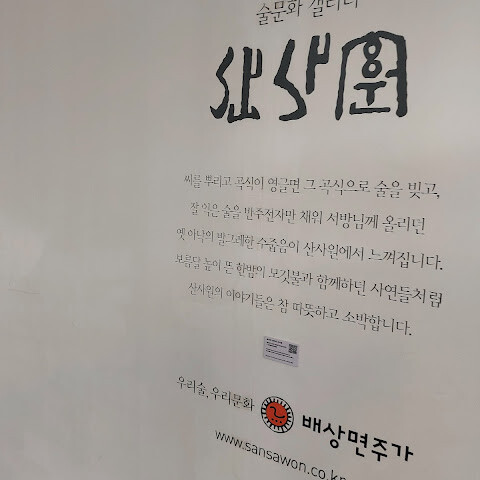 술문화 갤러리
산사원
씨를 뿌리고 곡식이 영글면 그 곡식으로 술을 빚고,
잘 익은 술을 반주전자만 채워 서방님께 올리던
옛 아낙의 발그레한 수줍음이 산사원에서 느껴집니다.
보름달 높이 뜬 한밤이 모깃불과 함께하던 사연들처럼
산사원의 이야기들은 참 따뜻하고 소박합니다.
우리술, 우리문화
배상면주가
www.sansawon.co.kr